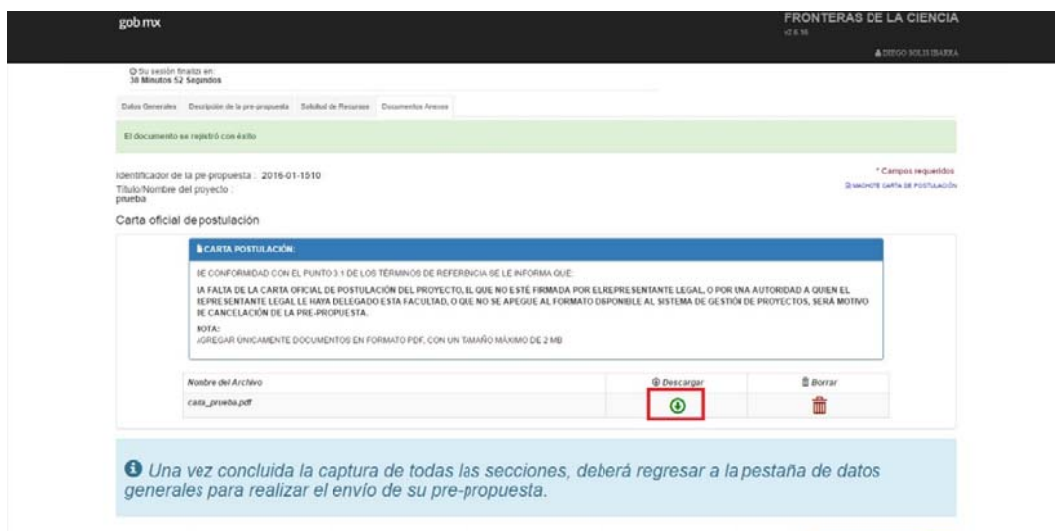 gob mx
FRONTERAS DE LA CIENCIA
v2.6.16
DIEGO SOLIS IBARRA
Su sesión finaliza en:
38 Minutos 52 Segundos
Datos Generales Descripción de la pre-propuesta Solicitud de Recursos Documentos Anexos
El documento se registró con éxito
Identificador de la pe-propuesta : 2016-01-1510
* Campos requeridos
Título/Nombre del poyecto :
MACHOTE CARTA DE POSTULACIÓN
prueba
Carta oficial de postulación
CARTA POSTULACIÓN:
DE CONFORMIDAD CON EL PUNTO 3.1 DE LOS TÉRMINOS DE REFERENCIA SE LE INFORMA QUE:
LA FALTA DE LA CARTA OFICIAL DE POSTULACIÓN DEL PROYECTO, EL QUE NO ESTÉ FIRMADA POR EL REPRESENTANTE LEGAL, O POR UNA AUTORIDAD A QUIEN EL
REPRESENTANTE LEGAL LE HAYA DELEGADO ESTA FACULTAD, O QUE NO SE APEGUE AL FORMATO DISPONIBLE AL SISTEMA DE GESTIÓN DE PROYECTOS, SERÁ MOTIVO
DE CANCELACIÓN DE LA PRE-PROPUESTA.
NOTA:
AGREGAR ÚNICAMENTE DOCUMENTOS EN FORMATO PDF, CON UN TAMAÑO MÁXIMO DE 2 MB
Nombre del Archivo Descargar Borrar
carta_prueba.pdf
Una vez concluida la captura de todas las secciones, deberá regresar a la pestaña de datos
generales para realizar el envío de su pre-propuesta.